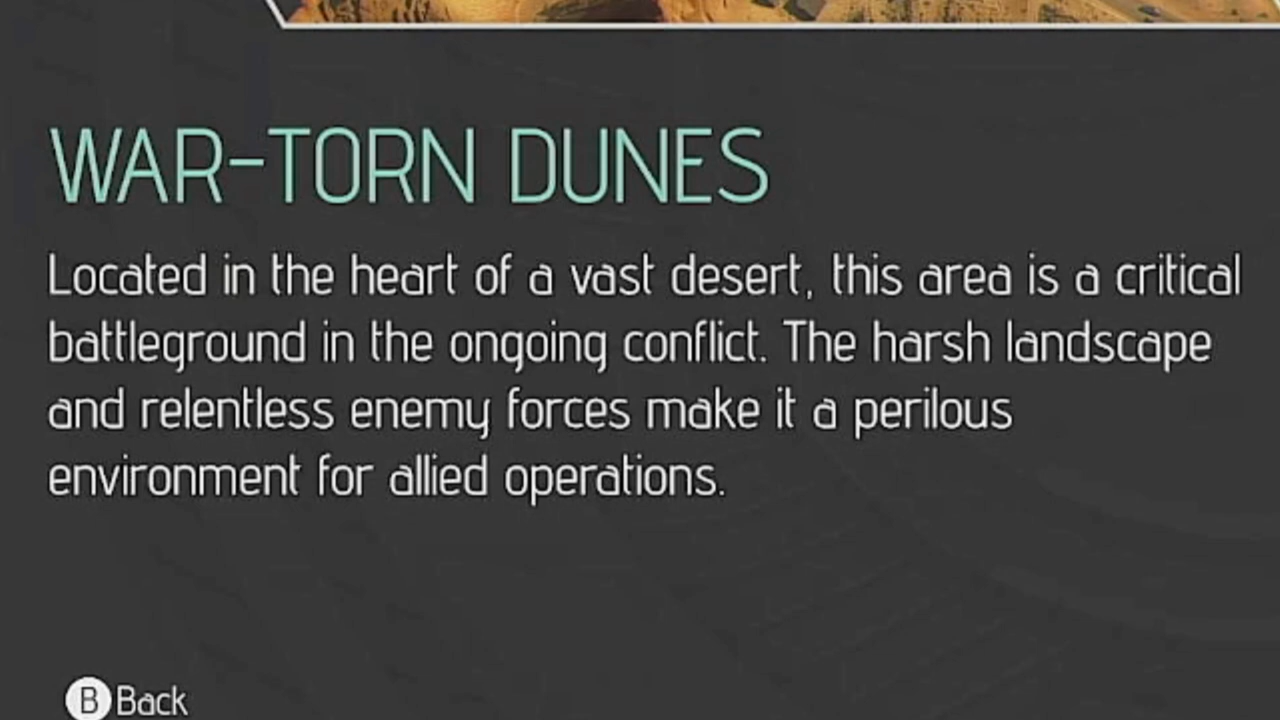 WAR-TORN DUNES
Located in the heart of a vast desert, this area is a critical
battleground in the ongoing conflict. The harsh landscape
and relentless enemy forces make it a perilous
environment for allied operations.
B Back